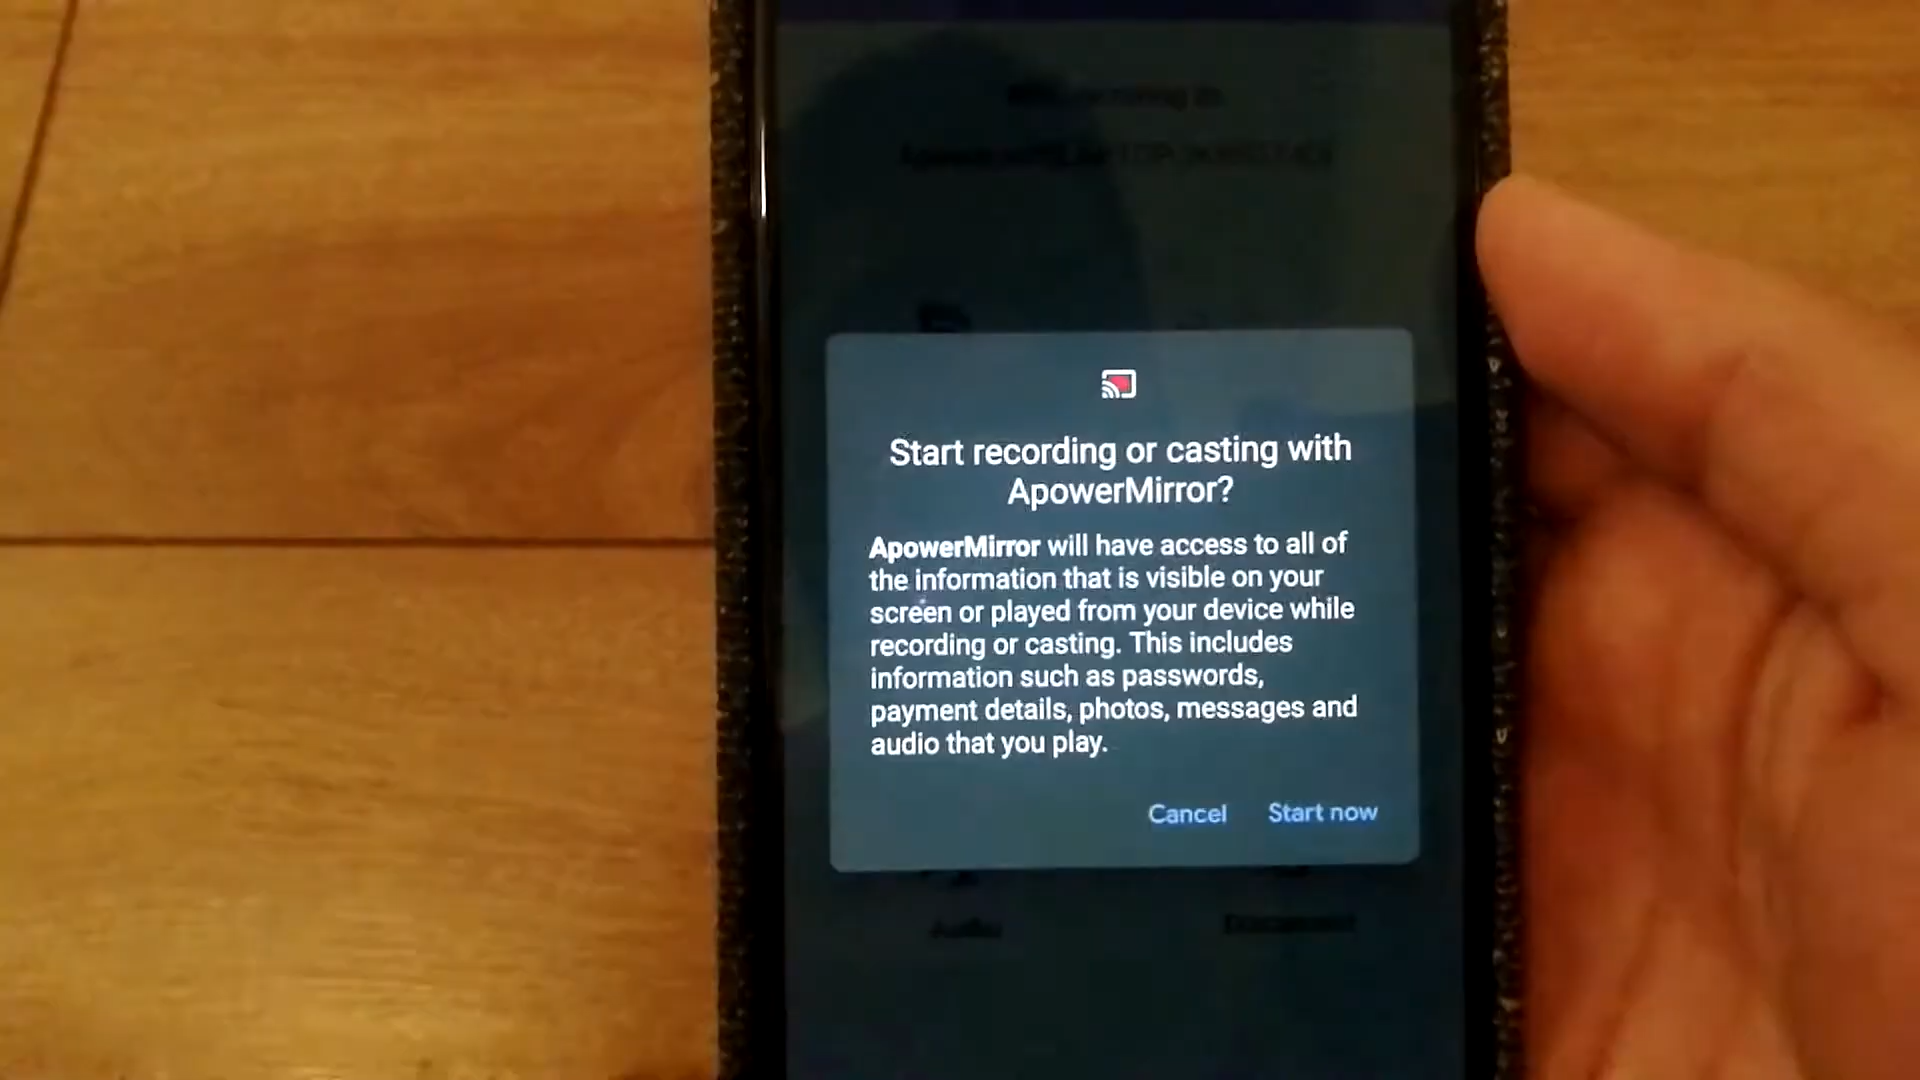 Start recording or casting with
ApowerMirror?
ApowerMirror will have access to all of
the information that is visible on your
screen or played from your device while
recording or casting. This includes
information such as passwords,
payment details, photos, messages and
audio that you play.
Cancel Start now
Audio Disconnect